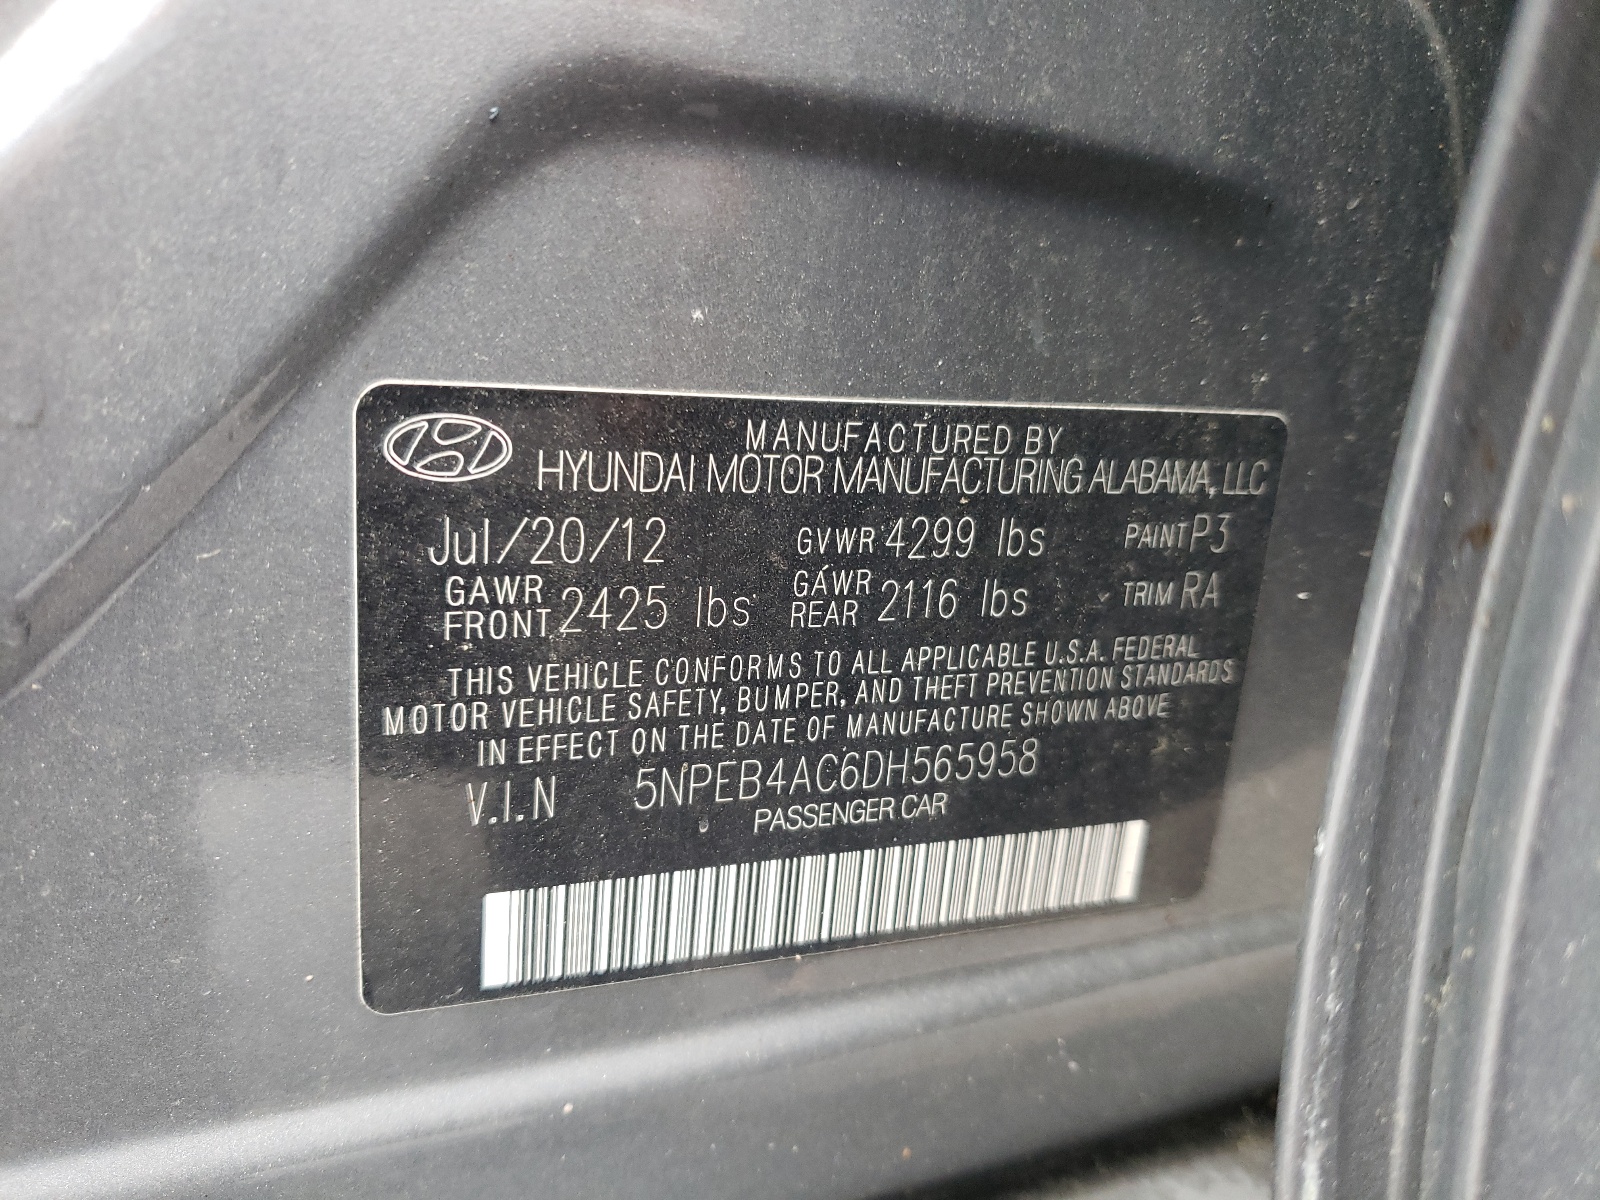 MANUFACTURED BY
HYUNDAI MOTOR MANUFACTURING ALABAMA, LLC
Jul/20/12 GVWR 4299 lbs PAINT P3
GAWR FRONT 2425 lbs GAWR REAR 2116 lbs TRIM RA
THIS VEHICLE CONFORMS TO ALL APPLICABLE U.S.A. FEDERAL
MOTOR VEHICLE SAFETY, BUMPER, AND THEFT PREVENTION STANDARDS
IN EFFECT ON THE DATE OF MANUFACTURE SHOWN ABOVE
V.I.N 5NPEB4AC6DH565958
PASSENGER CAR